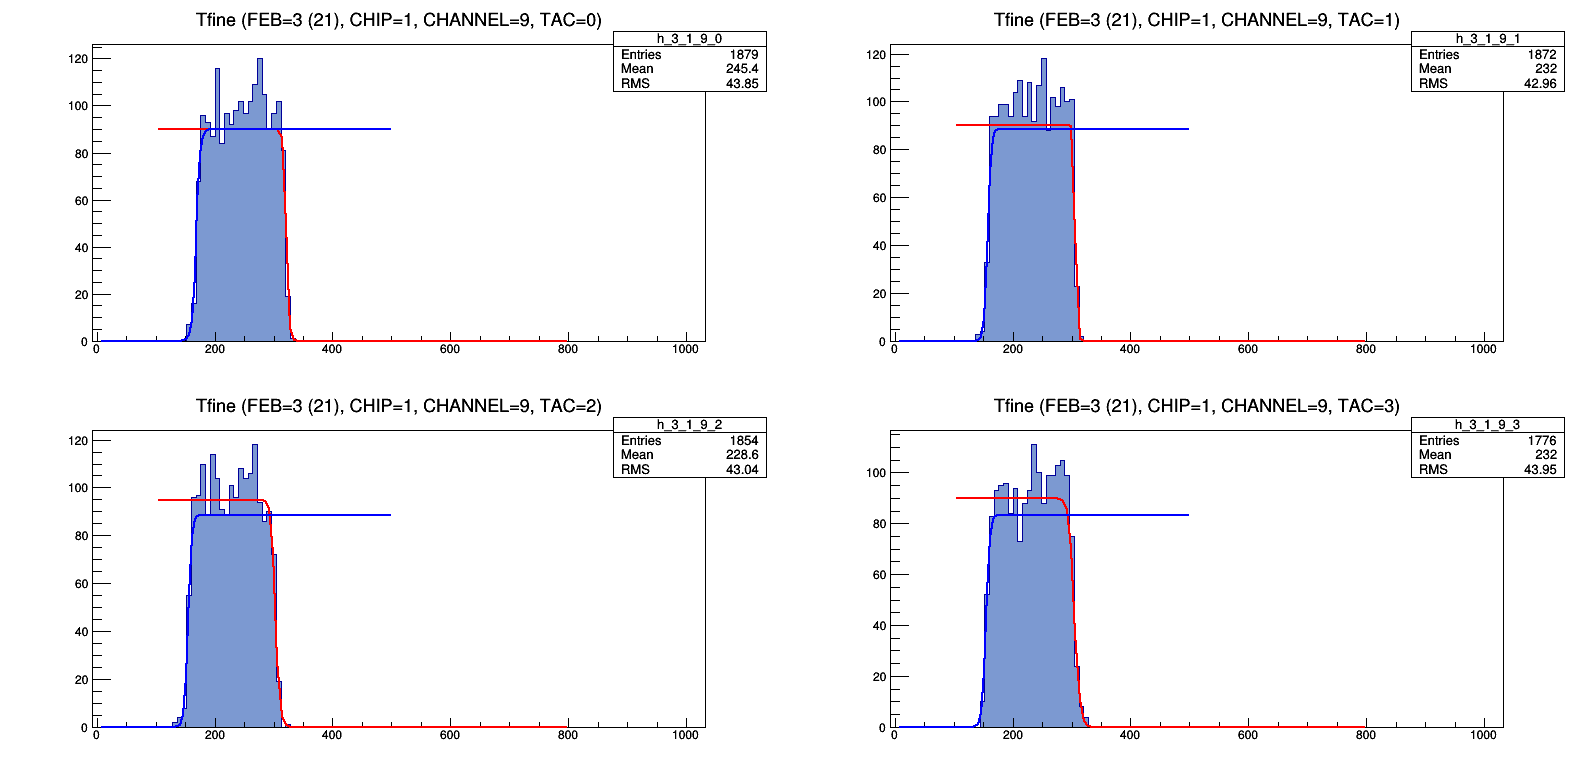 Tfine (FEB=3 (21), CHIP=1, CHANNEL=9, TAC=0)
h_3_1_9_0
Entries 1879
Mean 245.4
RMS 43.85
120
100
80
60
40
20
0
0 200 400 600 800 1000
Tfine (FEB=3 (21), CHIP=1, CHANNEL=9, TAC=1)
h_3_1_9_1
Entries 1872
Mean 232
RMS 42.96
120
100
80
60
40
20
0
0 200 400 600 800 1000
Tfine (FEB=3 (21), CHIP=1, CHANNEL=9, TAC=2)
h_3_1_9_2
Entries 1854
Mean 228.6
RMS 43.04
120
100
80
60
40
20
0
0 200 400 600 800 1000
Tfine (FEB=3 (21), CHIP=1, CHANNEL=9, TAC=3)
h_3_1_9_3
Entries 1776
Mean 232
RMS 43.95
100
80
60
40
20
0
0 200 400 600 800 1000